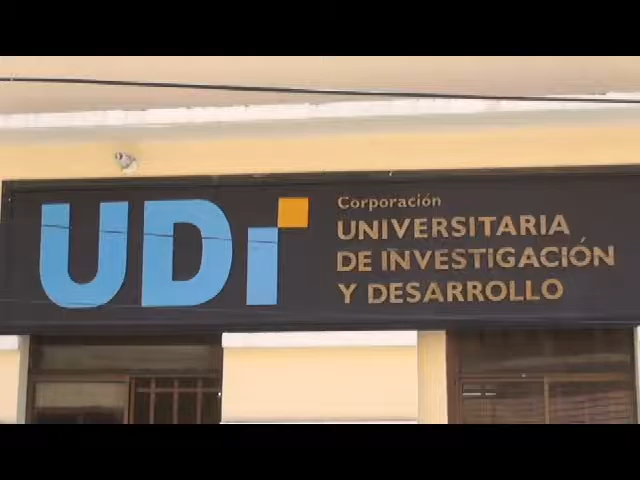 UDi
Corporación
UNIVERSITARIA
DE INVESTIGACIÓN
Y DESARROLLO